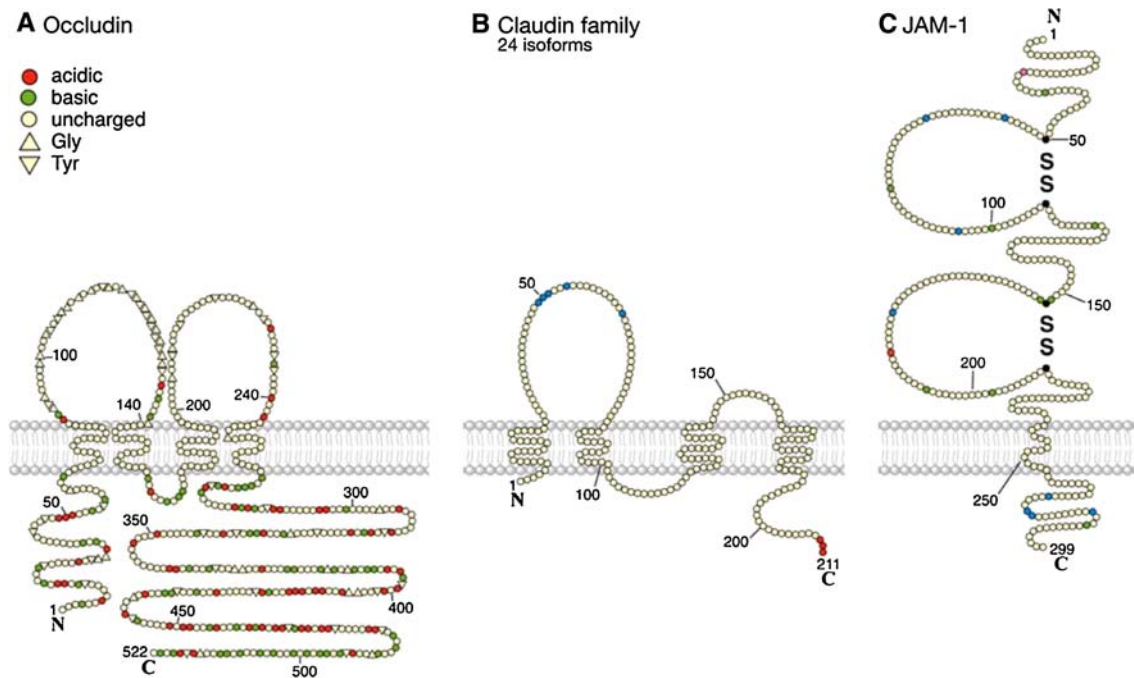 A Occludin
acidic
basic
uncharged
Gly
Tyr
100
140
200
240
50
300
350
400
450
500
1
N
522
C
B Claudin family
24 isoforms
50
150
1
N
100
200
211
C
C JAM-1
N
1
50
S
S
100
150
S
S
200
250
299
C